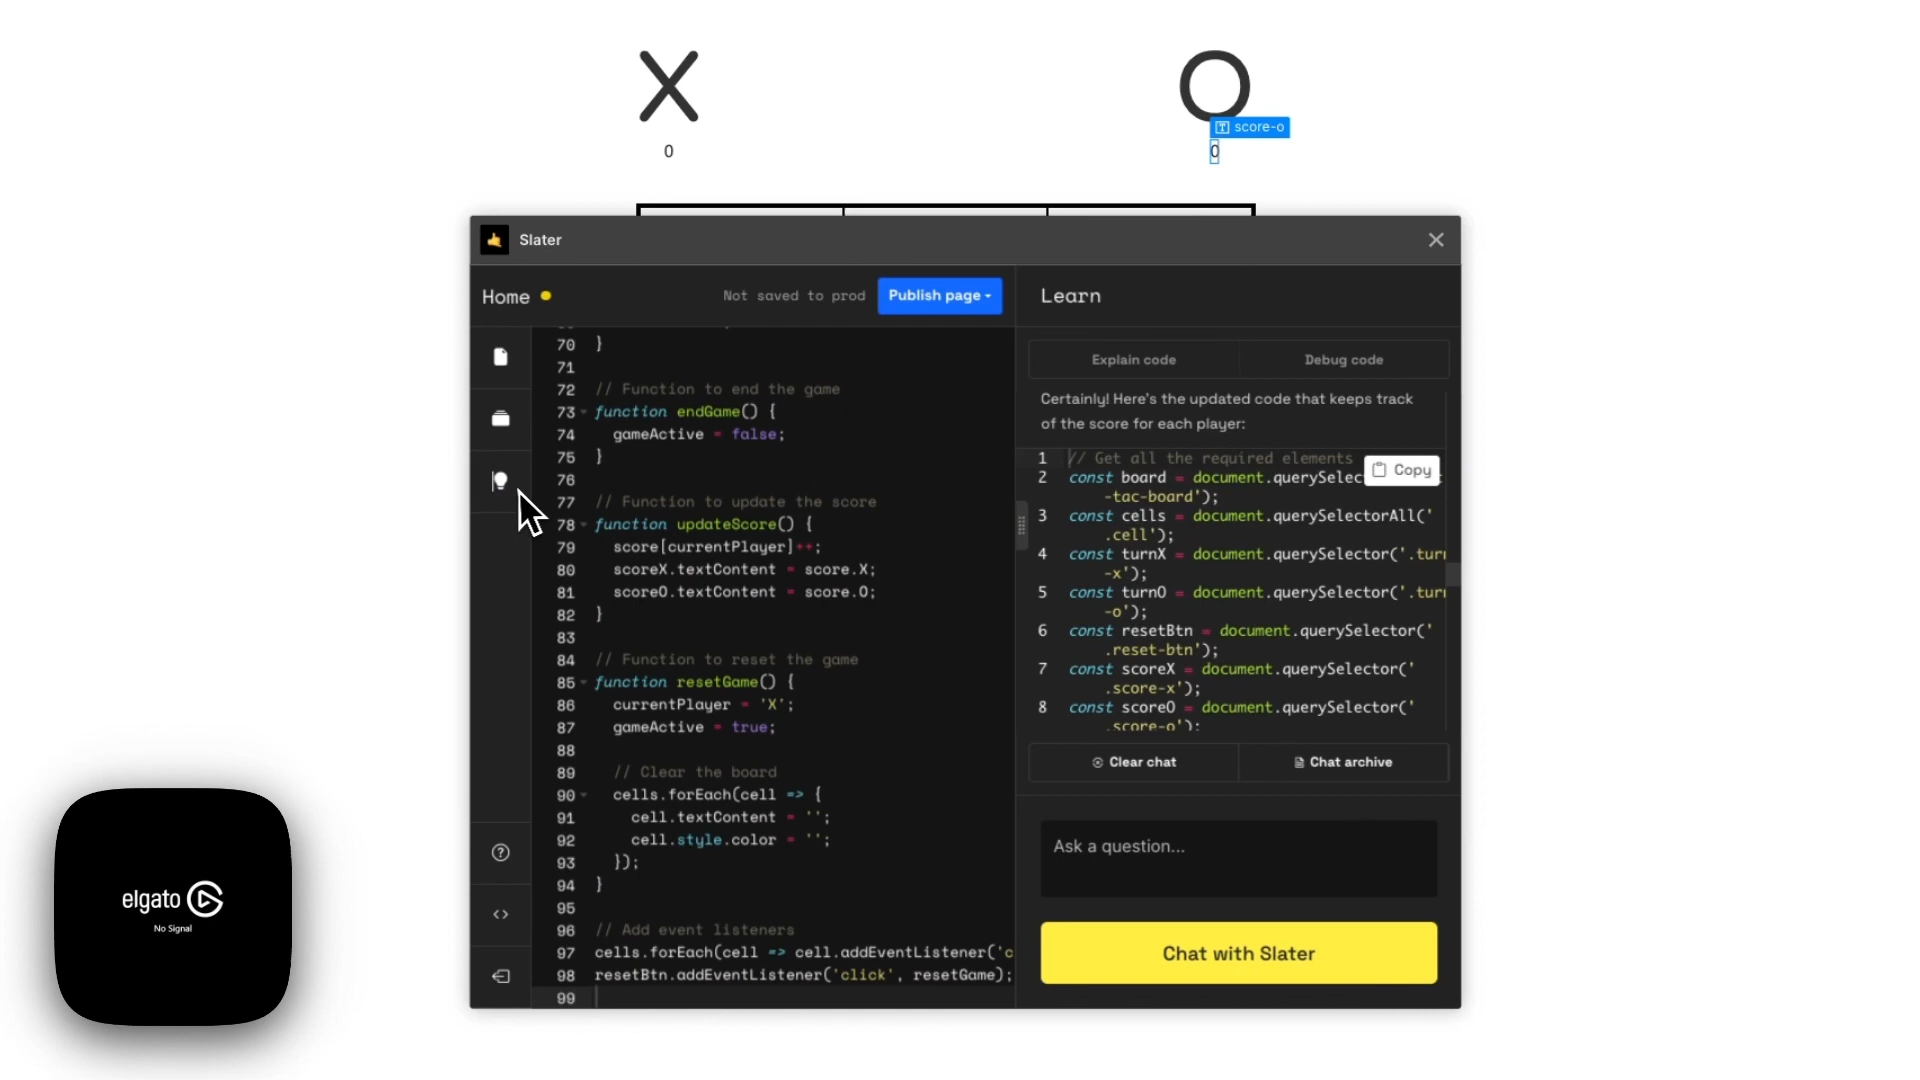 X
O
score-o
0
0
Slater
Home
Not saved to prod
Publish page
Learn
Explain code
Debug code
70 }
71
72 // Function to end the game
73 function endGame() {
74 gameActive = false;
75 }
76
77 // Function to update the score
78 function updateScore() {
79 score[currentPlayer]++;
80 scoreX.textContent = score.X;
81 scoreO.textContent = score.O;
82 }
83
84 // Function to reset the game
85 function resetGame() {
86 currentPlayer = 'X';
87 gameActive = true;
88
89 // Clear the board
90 cells.forEach(cell => {
91 cell.textContent = '';
92 cell.style.color = '';
93 });
94 }
95
96 // Add event listeners
97 cells.forEach(cell => cell.addEventListener('c
98 resetBtn.addEventListener('click', resetGame);
99
Certainly! Here's the updated code that keeps track
of the score for each player:
1 // Get all the required elements
Copy
2 const board = document.querySelec
-tac-board');
3 const cells = document.querySelectorAll('
.cell');
4 const turnX = document.querySelector('.turn
-x');
5 const turnO = document.querySelector('.turn
-o');
6 const resetBtn = document.querySelector('
.reset-btn');
7 const scoreX = document.querySelector('
.score-x');
8 const scoreO = document.querySelector('
.score-o');
Clear chat
Chat archive
Ask a question...
Chat with Slater
elgato
No Signal